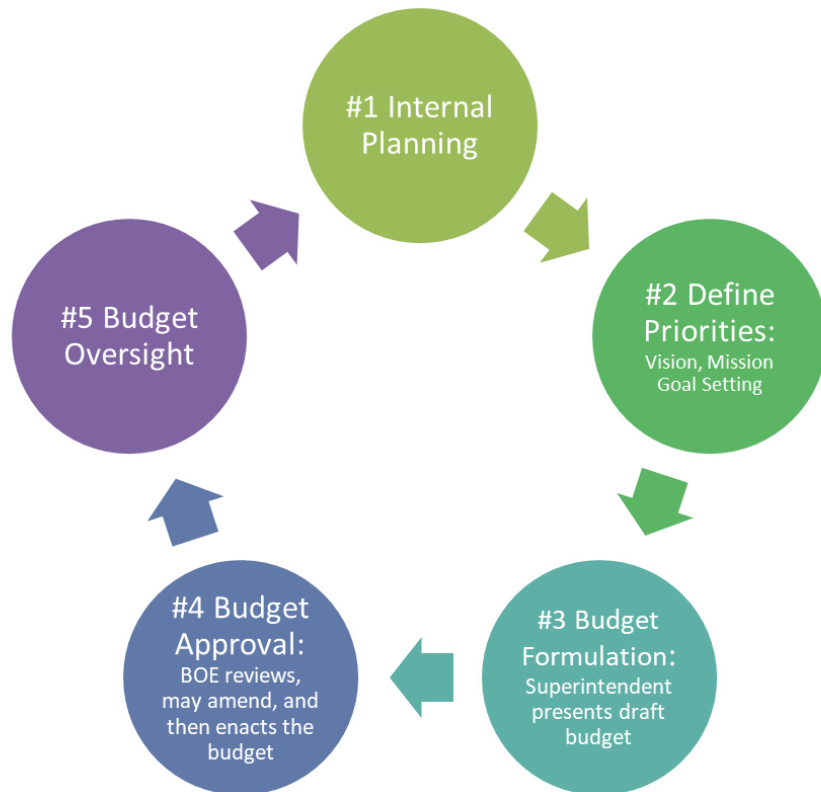 #1 Internal
Planning
#2 Define
Priorities:
Vision, Mission
Goal Setting
#3 Budget
Formulation:
Superintendent
presents draft
budget
#4 Budget
Approval:
BOE reviews,
may amend, and
then enacts the
budget
#5 Budget
Oversight